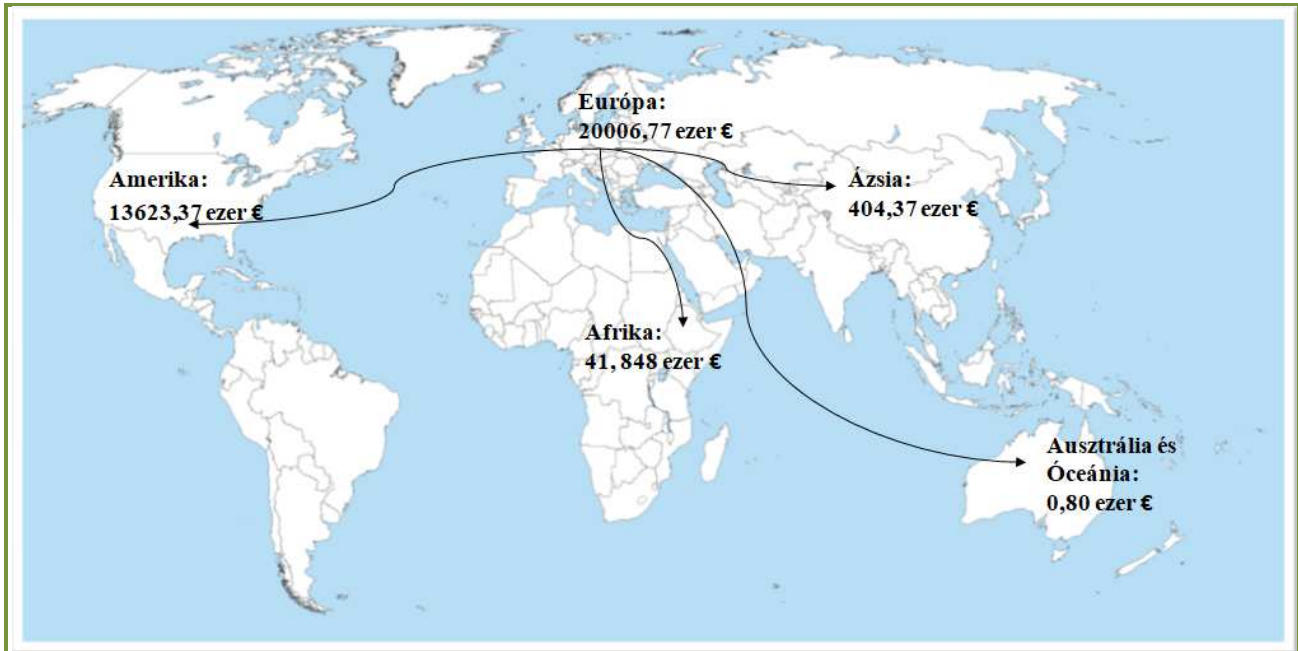 Európa:
20006,77 ezer €
Amerika:
13623,37 ezer €
Ázsia:
404,37 ezer €
Afrika:
41, 848 ezer €
Ausztrália és
Óceánia:
0,80 ezer €